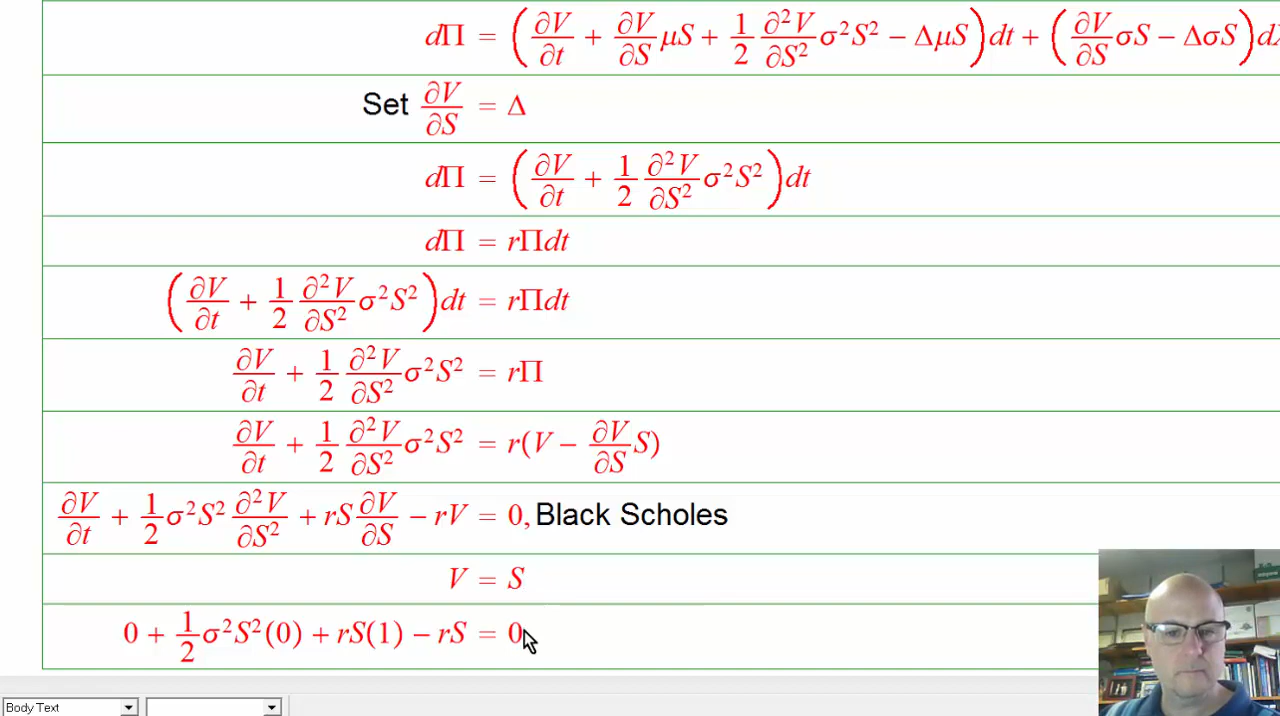 dΠ = (∂V/∂t + ∂V/∂S μS + 1/2 ∂²V/∂S² σ²S² − ΔμS)dt + (∂V/∂S σS − ΔσS)
Set ∂V/∂S = Δ
dΠ = (∂V/∂t + 1/2 ∂²V/∂S² σ²S²)dt
dΠ = rΠdt
(∂V/∂t + 1/2 ∂²V/∂S² σ²S²)dt = rΠdt
∂V/∂t + 1/2 ∂²V/∂S² σ²S² = rΠ
∂V/∂t + 1/2 ∂²V/∂S² σ²S² = r(V − ∂V/∂S S)
∂V/∂t + 1/2 σ²S² ∂²V/∂S² + rS ∂V/∂S − rV = 0, Black Scholes
V = S
0 + 1/2 σ²S²(0) + rS(1) − rS = 0
Body Text